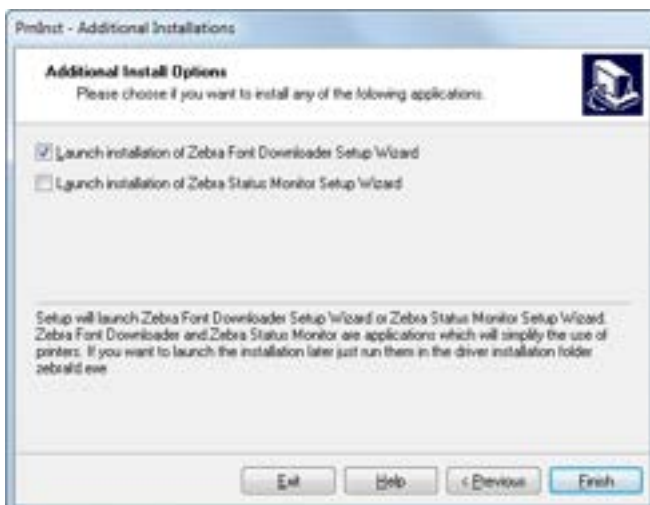 PrnInst - Additional Installations
Additional Install Options
Please choose if you want to install any of the following applications.
Launch installation of Zebra Font Downloader Setup Wizard
Launch installation of Zebra Status Monitor Setup Wizard
Setup will launch Zebra Font Downloader Setup Wizard or Zebra Status Monitor Setup Wizard.
Zebra Font Downloader and Zebra Status Monitor are applications which will simplify the use of
printers. If you want to launch the installation later just run them in the driver installation folder
zebrafd.exe
Exit
Help
< Previous
Finish